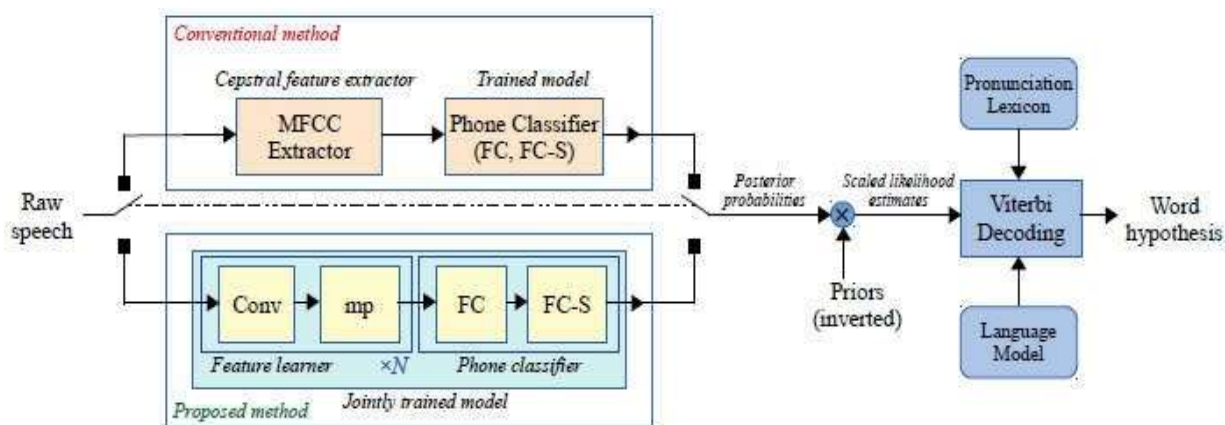 Conventional method
Cepstral feature extractor
Trained model
MFCC
Extractor
Phone Classifier
(FC, FC-S)
Raw
speech
Posterior
probabilities
×
Scaled likelihood
estimates
Priors
(inverted)
Pronunciation
Lexicon
Viterbi
Decoding
Language
Model
Word
hypothesis
Conv
mp
FC
FC-S
Feature learner
×N
Phone classifier
Jointly trained model
Proposed method